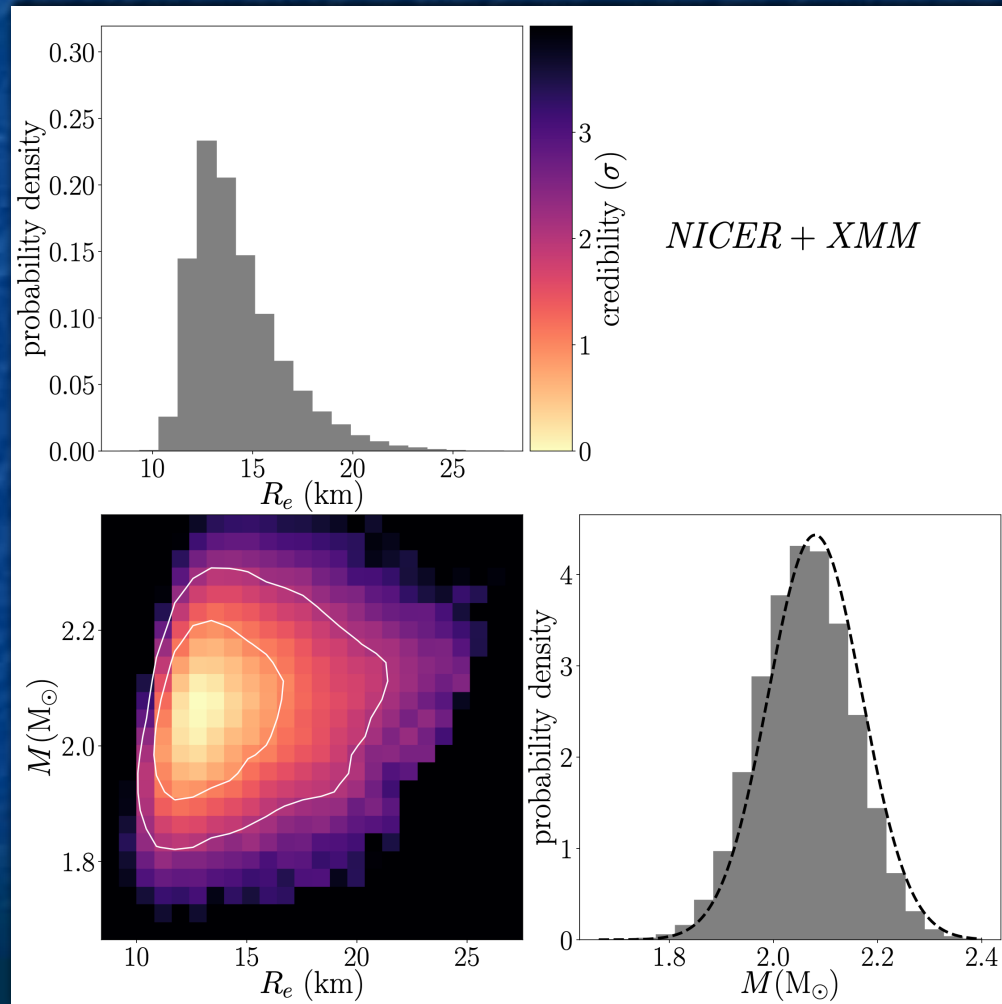 0.30
0.25
0.20
0.15
0.10
0.05
0.00
probability density
10 15 20 25
R_e (km)
3
2
1
0
credibility (σ)
NICER + XMM
2.2
2.0
1.8
M(M☉)
10 15 20 25
R_e (km)
4
3
2
1
0
probability density
1.8 2.0 2.2 2.4
M(M☉)